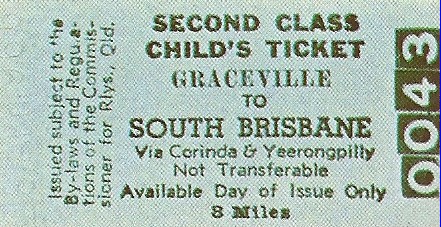 Issued subject to the
By-laws and Regula-
tions of the Commis-
sioner for Rlys., Qld.
SECOND CLASS
CHILD'S TICKET
GRACEVILLE
TO
SOUTH BRISBANE
Via Corinda & Yeerongpilly
Not Transferable
Available Day of Issue Only
8 Miles
0043